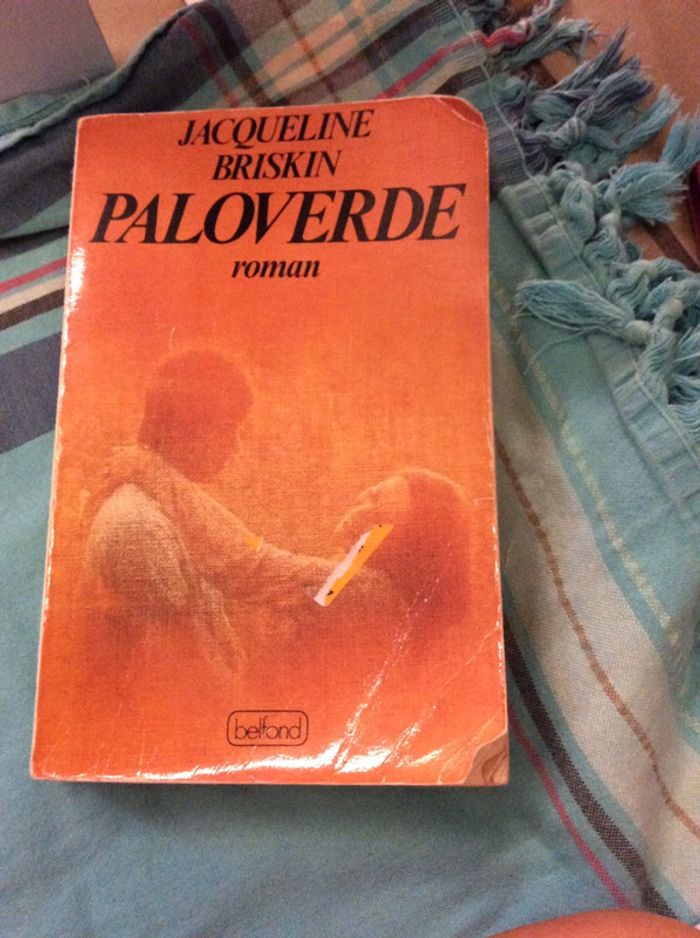 JACQUELINE
BRISKIN
PALOVERDE
roman
belfond